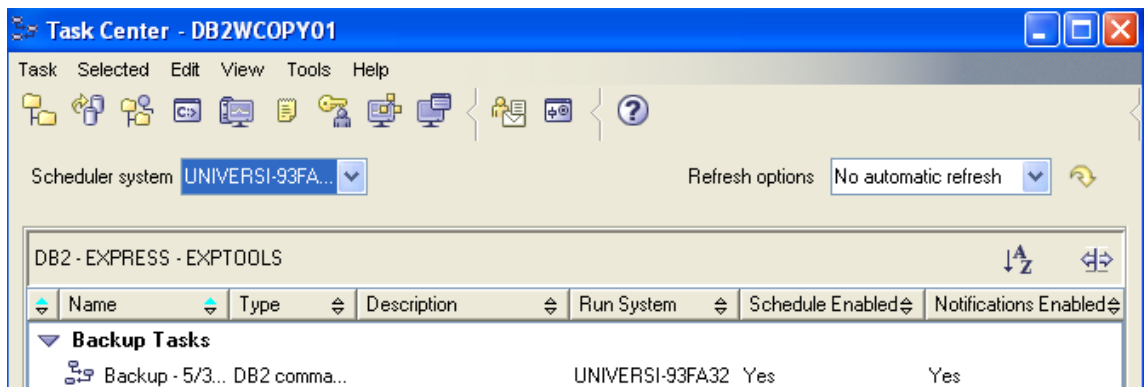 Task Center - DB2WCOPY01
Task Selected Edit View Tools Help
Scheduler system UNIVERSI-93FA... Refresh options No automatic refresh
DB2 - EXPRESS - EXPTOOLS
Name Type Description Run System Schedule Enabled Notifications Enabled
Backup Tasks
Backup - 5/3... DB2 comma... UNIVERSI-93FA32 Yes Yes